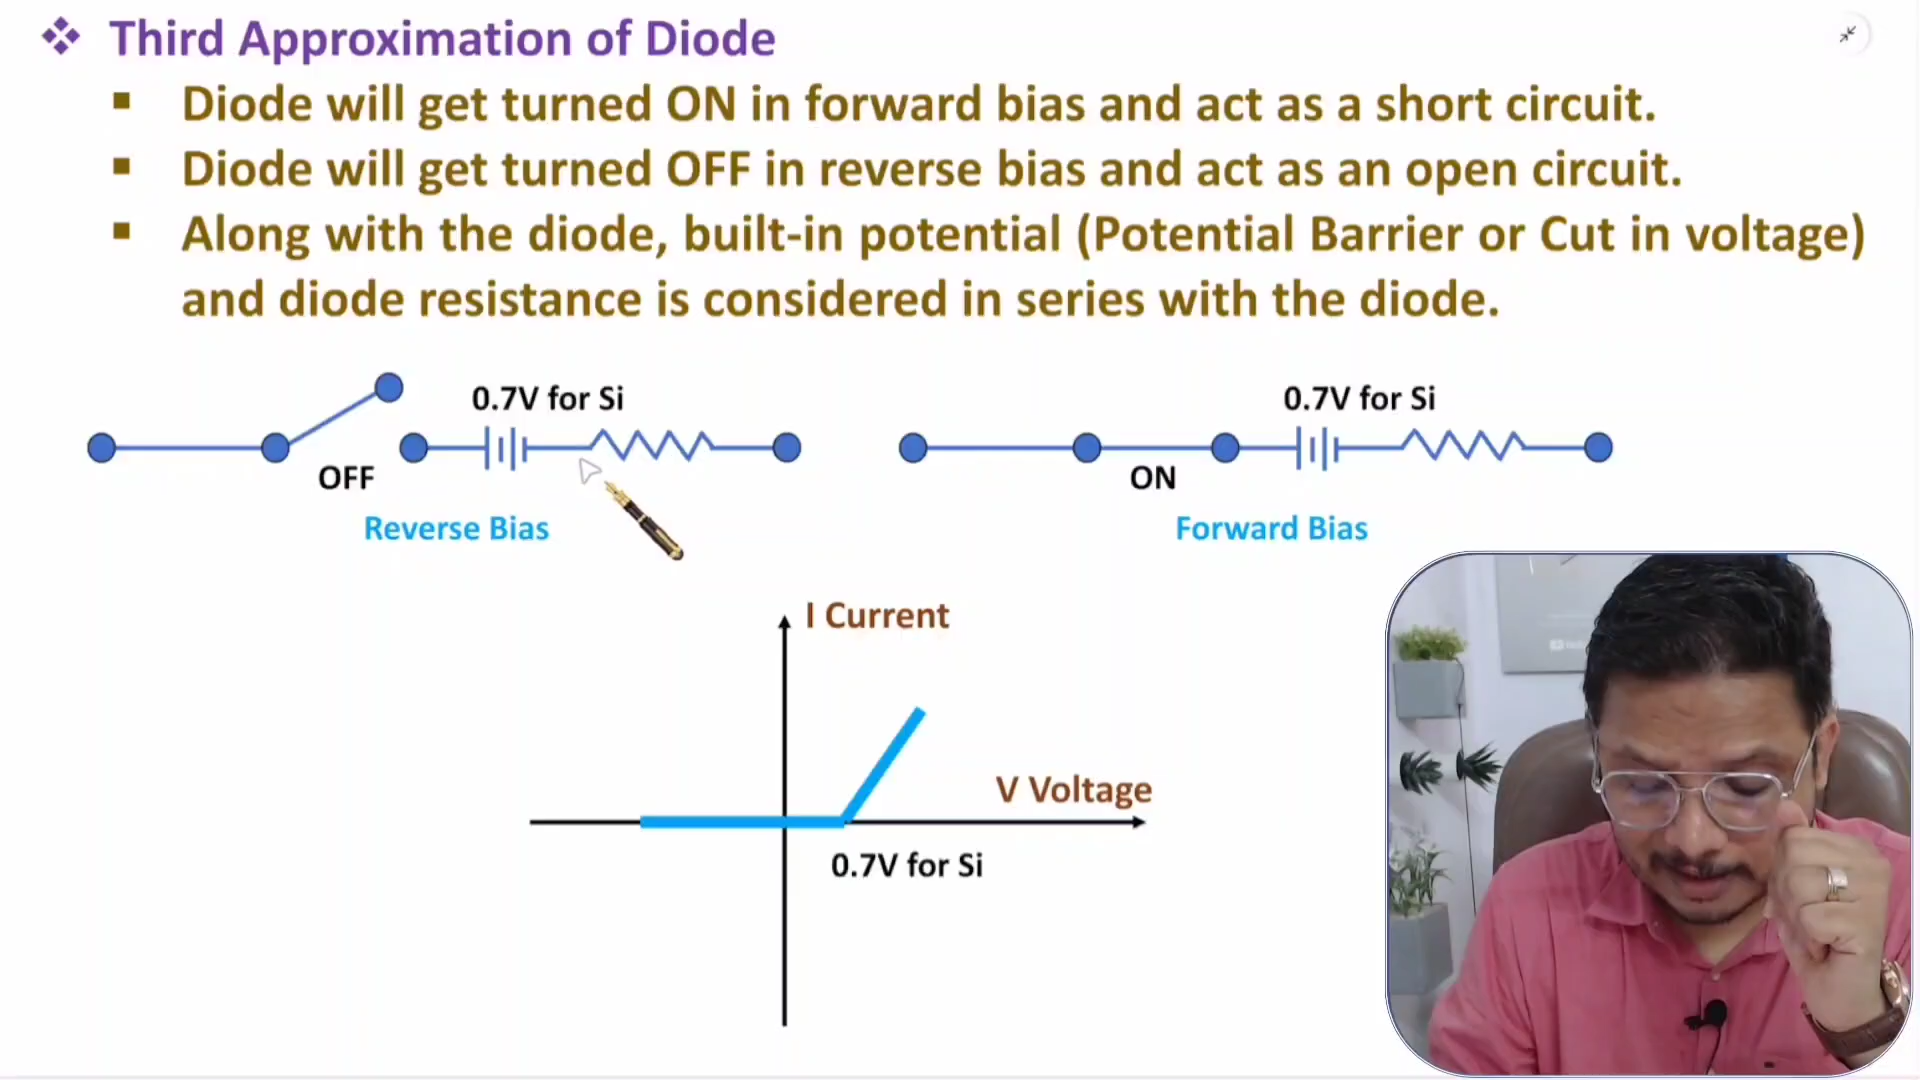 Third Approximation of Diode
Diode will get turned ON in forward bias and act as a short circuit.
Diode will get turned OFF in reverse bias and act as an open circuit.
Along with the diode, built-in potential (Potential Barrier or Cut in voltage)
and diode resistance is considered in series with the diode.
0.7V for Si
OFF
Reverse Bias
0.7V for Si
ON
Forward Bias
I Current
V Voltage
0.7V for Si